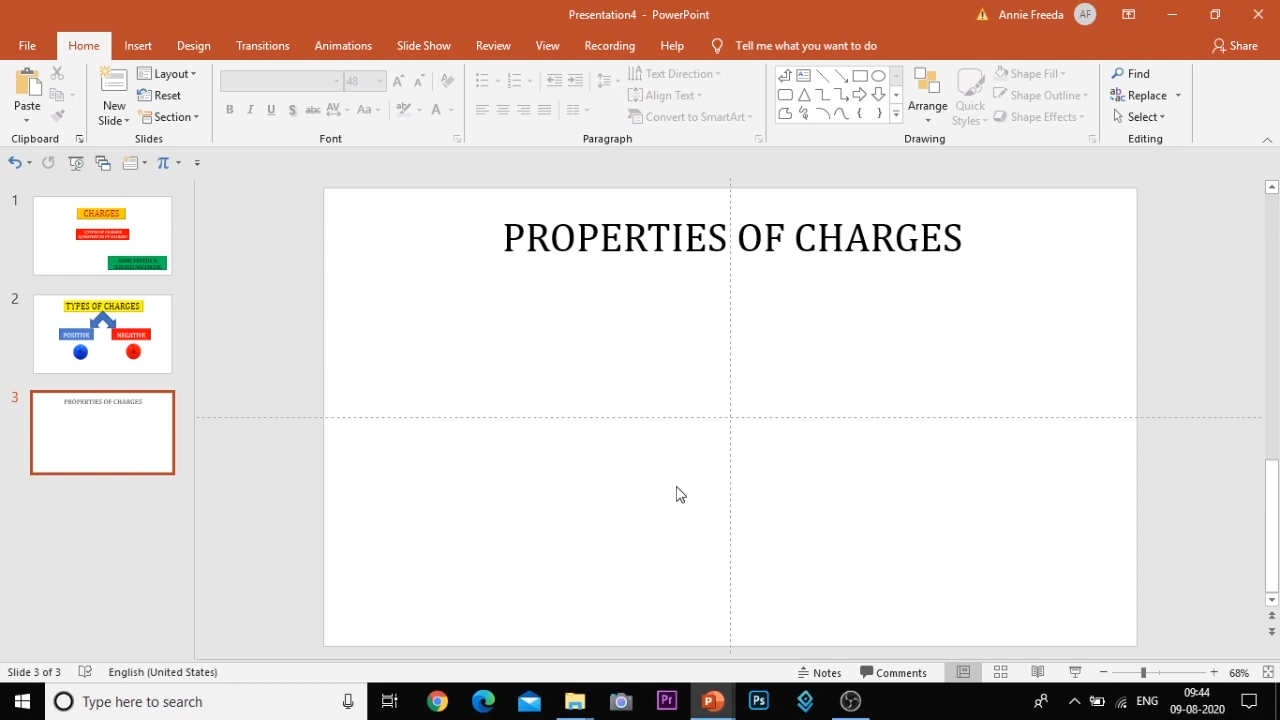 Presentation4 - PowerPoint
Annie Freeda AF
File Home Insert Design Transitions Animations Slide Show Review View Recording Help Tell me what you want to do Share
Paste
Clipboard
New Slide
Layout
Reset
Section
Slides
48
Font
Text Direction
Align Text
Convert to SmartArt
Paragraph
Arrange
Quick Styles
Shape Fill
Shape Outline
Shape Effects
Drawing
Find
Replace
Select
Editing
1
CHARGES
2
TYPES OF CHARGES
POSITIVE
NEGATIVE
3
PROPERTIES OF CHARGES
PROPERTIES OF CHARGES
Slide 3 of 3 English (United States) Notes Comments 68%
Type here to search
ENG
09:44
09-08-2020